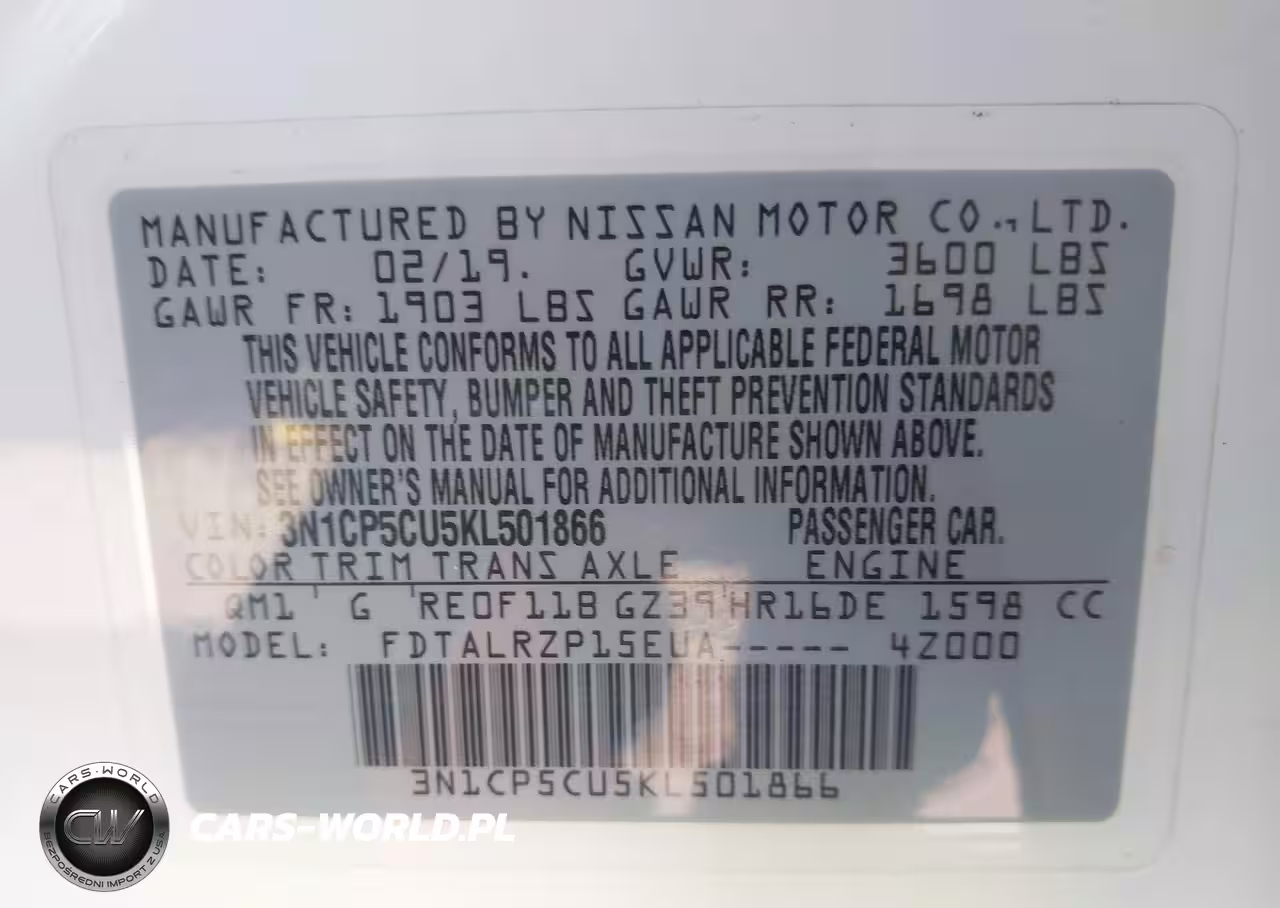 MANUFACTURED BY NISSAN MOTOR CO., LTD.
DATE: 02/19. GVWR: 3600 LBS
GAWR FR: 1903 LBS GAWR RR: 1698 LBS
THIS VEHICLE CONFORMS TO ALL APPLICABLE FEDERAL MOTOR
VEHICLE SAFETY, BUMPER AND THEFT PREVENTION STANDARDS
IN EFFECT ON THE DATE OF MANUFACTURE SHOWN ABOVE.
SEE OWNER'S MANUAL FOR ADDITIONAL INFORMATION.
VIN: 3N1CP5CU5KL501866 PASSENGER CAR.
COLOR TRIM TRANS AXLE ENGINE
QM1 G RE0F11B GZ39 HR16DE 1598 CC
MODEL: FDTALRZP15EUA----- 4Z000
3N1CP5CU5KL501866
CARS-WORLD
CW
BEZPOŚREDNI IMPORT Z USA
CARS-WORLD.PL